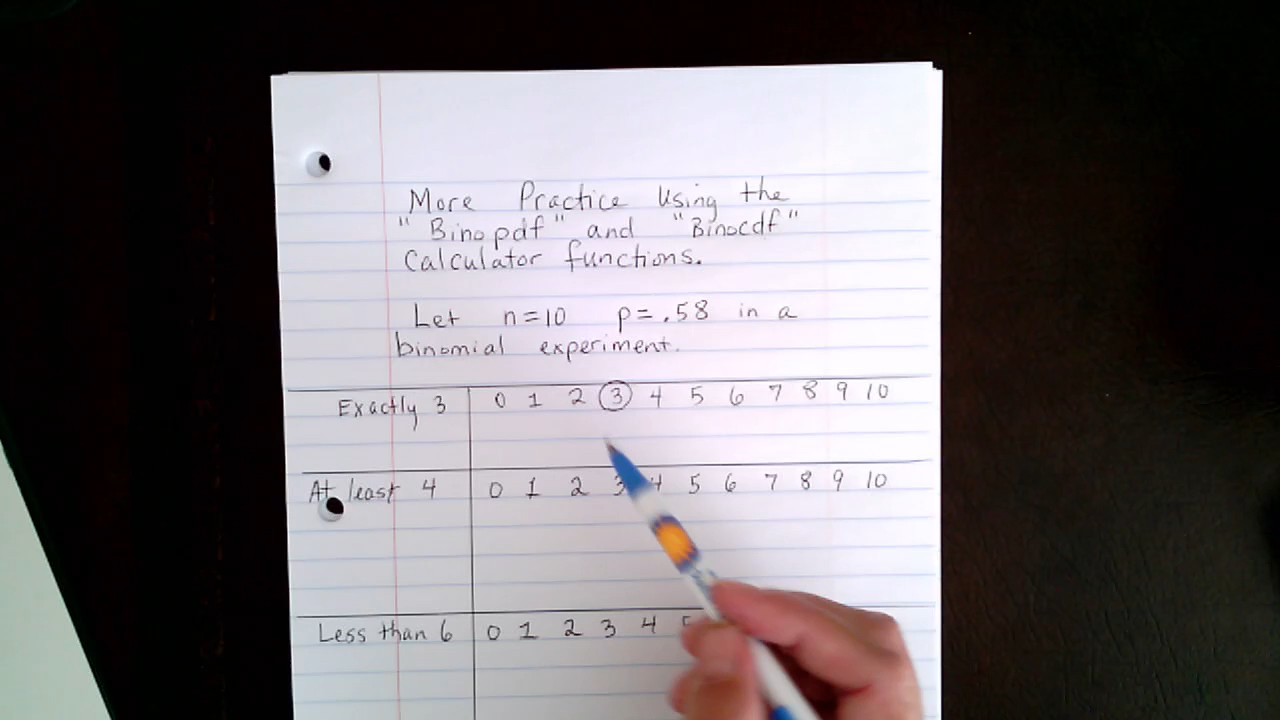 More Practice Using the
"Binopdf" and "Binocdf"
Calculator functions.
Let n=10 p=.58 in a
binomial experiment.
Exactly 3 0 1 2 3 4 5 6 7 8 9 10
At least 4 0 1 2 3 4 5 6 7 8 9 10
Less than 6 0 1 2 3 4